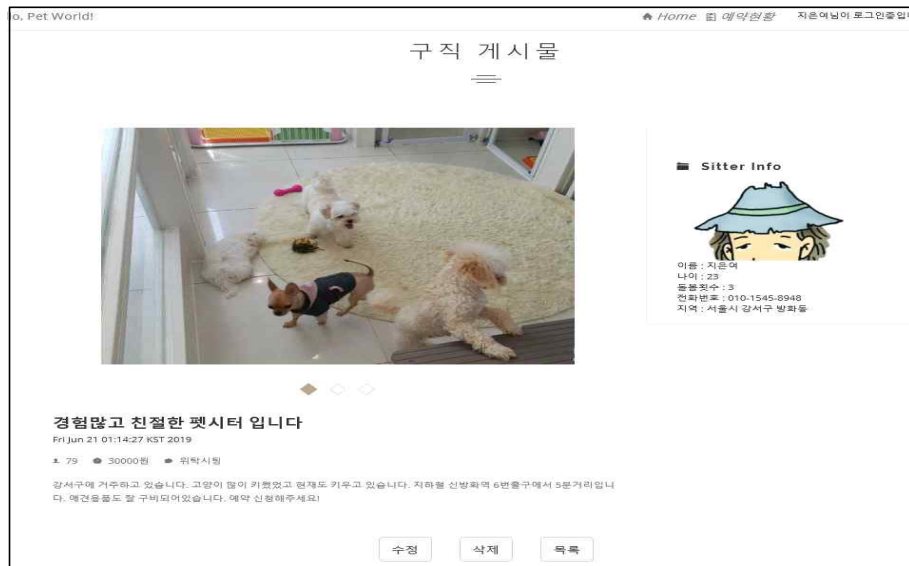 lo, Pet World!
Home 예약현황 지은여님이 로그인중입니
구직 게시물
Sitter Info
이름 : 지은여
나이 : 23
돌봄횟수 : 3
전화번호 : 010-1545-8948
지역 : 서울시 강서구 방화동
경험많고 친절한 펫시터 입니다
Fri Jun 21 01:14:27 KST 2019
79 30000원 위탁시팅
강서구에 거주하고 있습니다. 고양이 많이 키웠었고 현재도 키우고 있습니다. 지하철 신방화역 6번출구에서 5분거리입니
다. 애견용품도 잘 구비되어있습니다. 예약 신청해주세요!
수정 삭제 목록